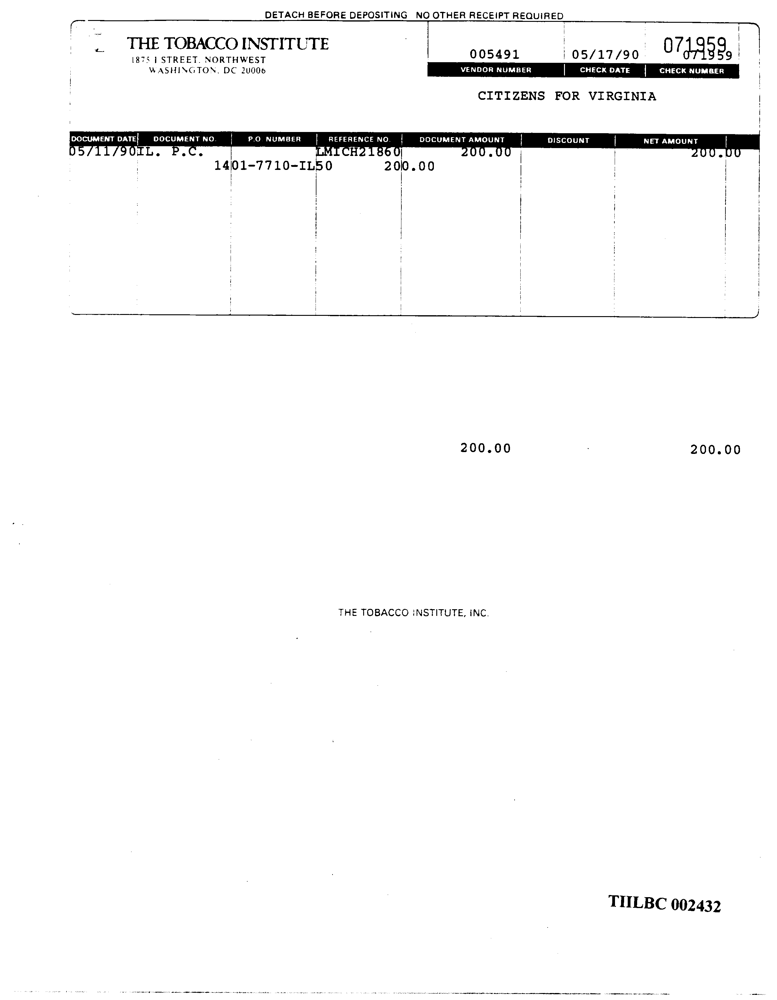 DETACH BEFORE DEPOSITING NO OTHER RECEIPT REQUIRED
THE TOBACCO INSTITUTE
1875 I STREET, NORTHWEST
WASHINGTON, DC 20006
005491 05/17/90 071959
071959
VENDOR NUMBER CHECK DATE CHECK NUMBER
CITIZENS FOR VIRGINIA
DOCUMENT DATE DOCUMENT NO. P.O. NUMBER REFERENCE NO. DOCUMENT AMOUNT DISCOUNT NET AMOUNT
05/11/90 IL. P.C. LMICH21860 200.00 200.00
1401-7710-IL50 200.00
200.00 200.00
THE TOBACCO INSTITUTE, INC.
TIILBC 002432